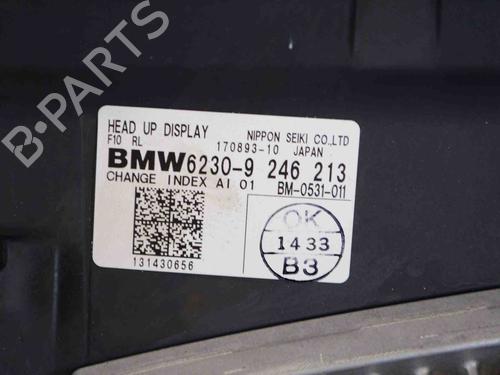 B-PARTS
HEAD UP DISPLAY NIPPON SEIKI CO.,LTD
F10 RL 170893-10 JAPAN
BMW6230-9 246 213
CHANGE INDEX AI 01 BM-0531-011
OK
1433
B3
131430656